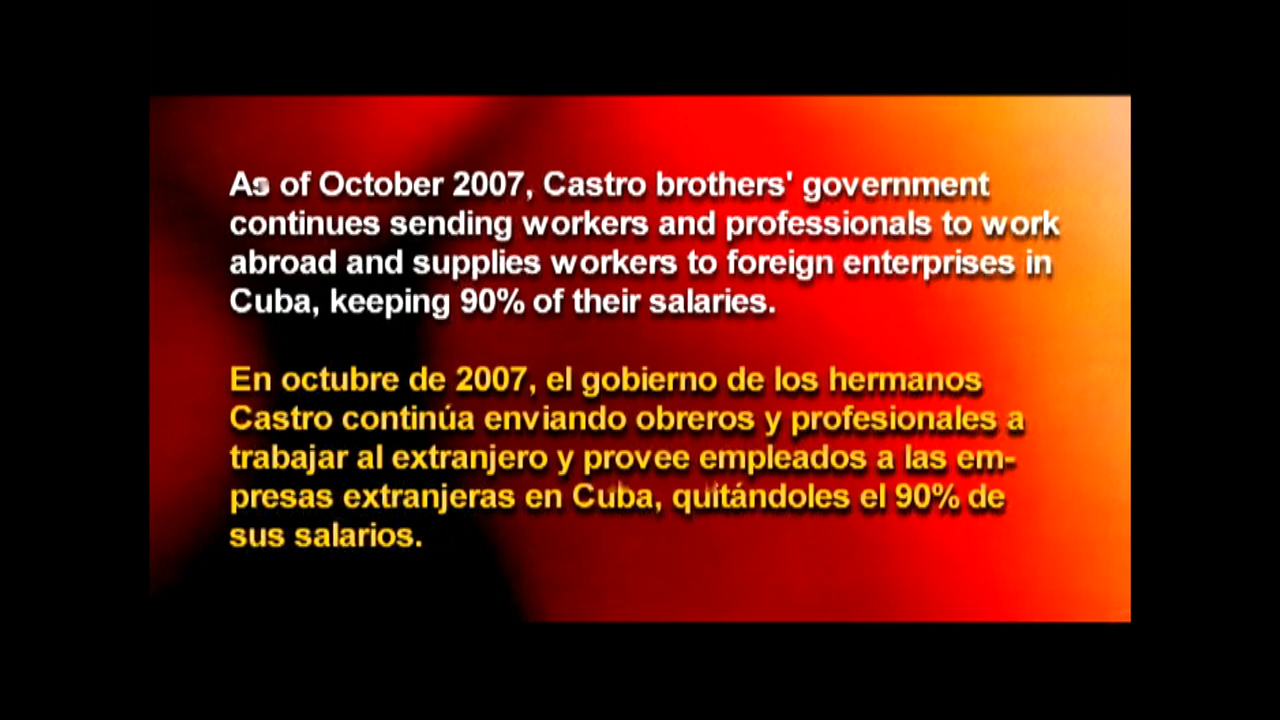 As of October 2007, Castro brothers' government
continues sending workers and professionals to work
abroad and supplies workers to foreign enterprises in
Cuba, keeping 90% of their salaries.
En octubre de 2007, el gobierno de los hermanos
Castro continúa enviando obreros y profesionales a
trabajar al extranjero y provee empleados a las em-
presas extranjeras en Cuba, quitándoles el 90% de
sus salarios.